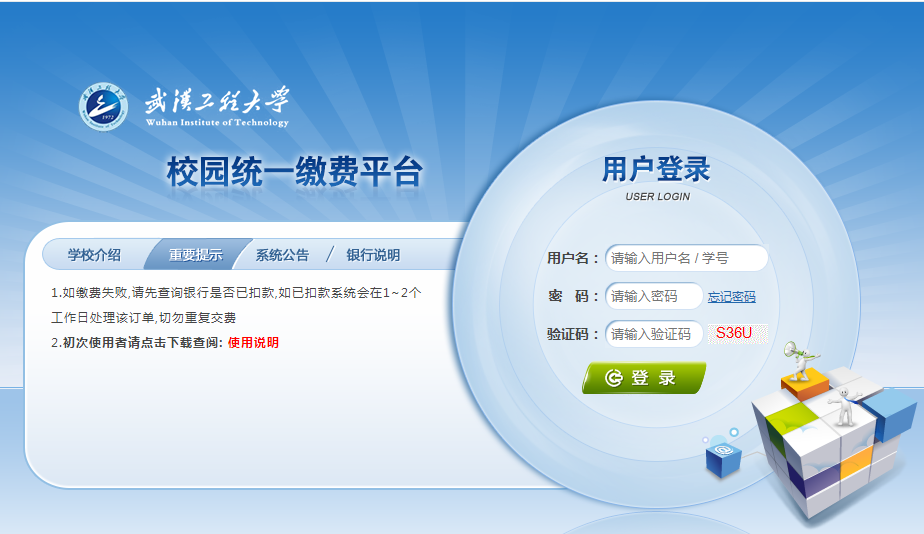 武汉工程大学
Wuhan Institute of Technology
1972
校园统一缴费平台
学校介绍 重要提示 系统公告 / 银行说明
1.如缴费失败,请先查询银行是否已扣款,如已扣款系统会在1~2个
工作日处理该订单,切勿重复交费
2.初次使用者请点击下载查阅: 使用说明
用户登录
USER LOGIN
用户名： 请输入用户名 / 学号
密 码： 请输入密码 忘记密码
验证码： 请输入验证码 S36U
登 录